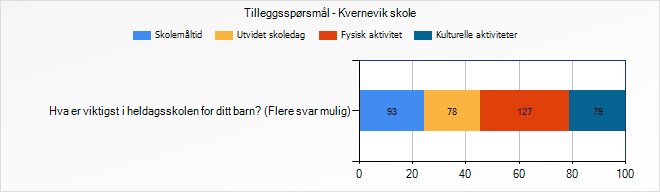 Tilleggsspørsmål - Kvernevik skole
Skolemåltid Utvidet skoledag Fysisk aktivitet Kulturelle aktiviteter
Hva er viktigst i heldagsskolen for ditt barn? (Flere svar mulig) 93 78 127 79
0 20 40 60 80 100